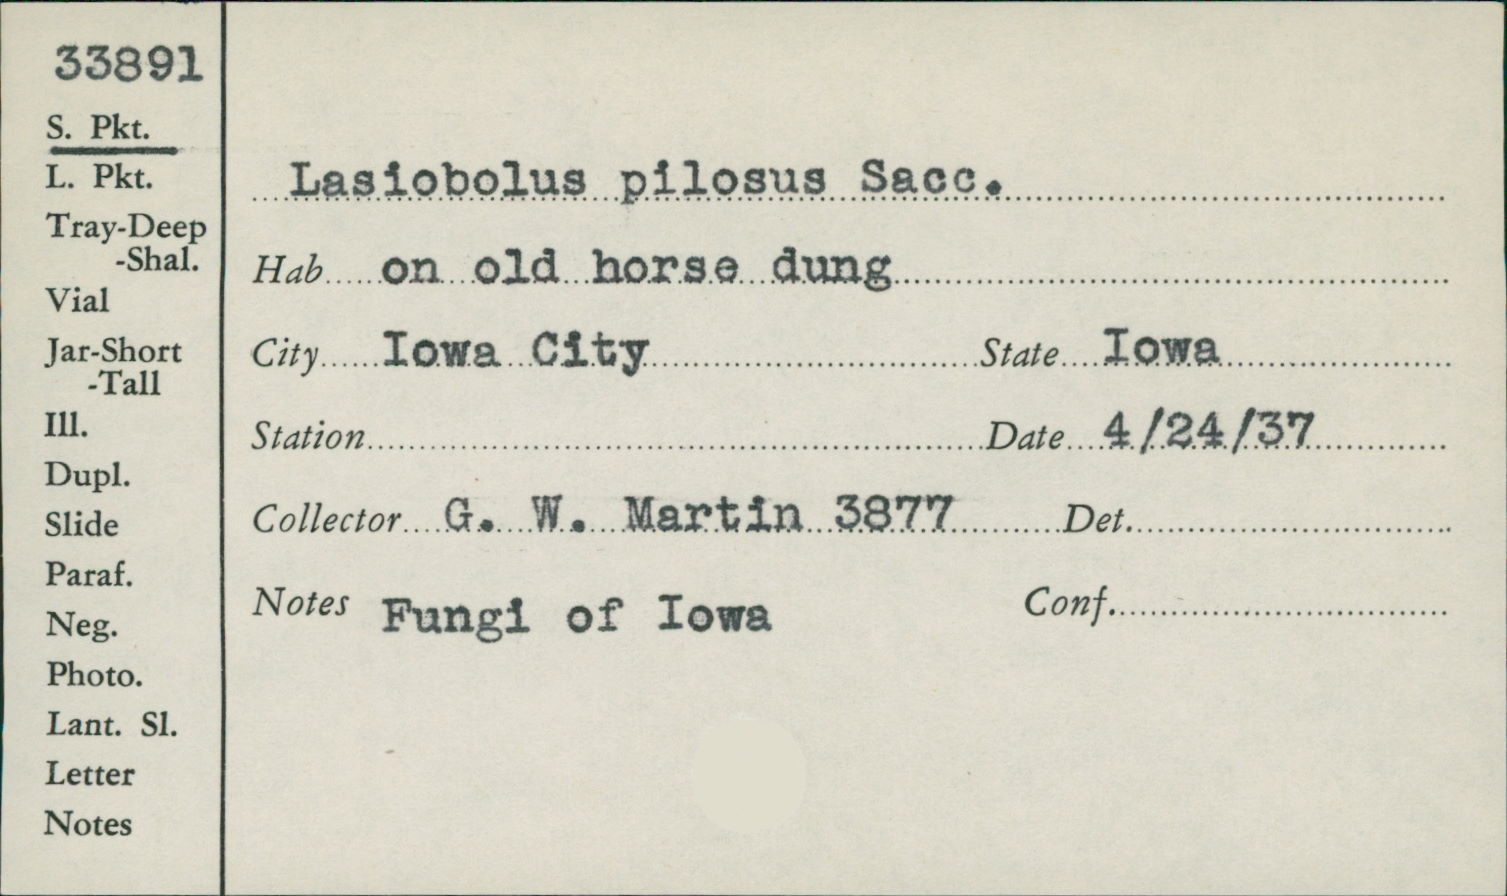 33891
S. Pkt.
L. Pkt.
Tray-Deep
-Shal.
Vial
Jar-Short
-Tall
Ill.
Dupl.
Slide
Paraf.
Neg.
Photo.
Lant. Sl.
Letter
Notes
Lasiobolus pilosus Sacc.
Hab on old horse dung
City Iowa City State Iowa
Station Date 4/24/37
Collector G. W. Martin 3877 Det.
Notes Fungi of Iowa Conf.